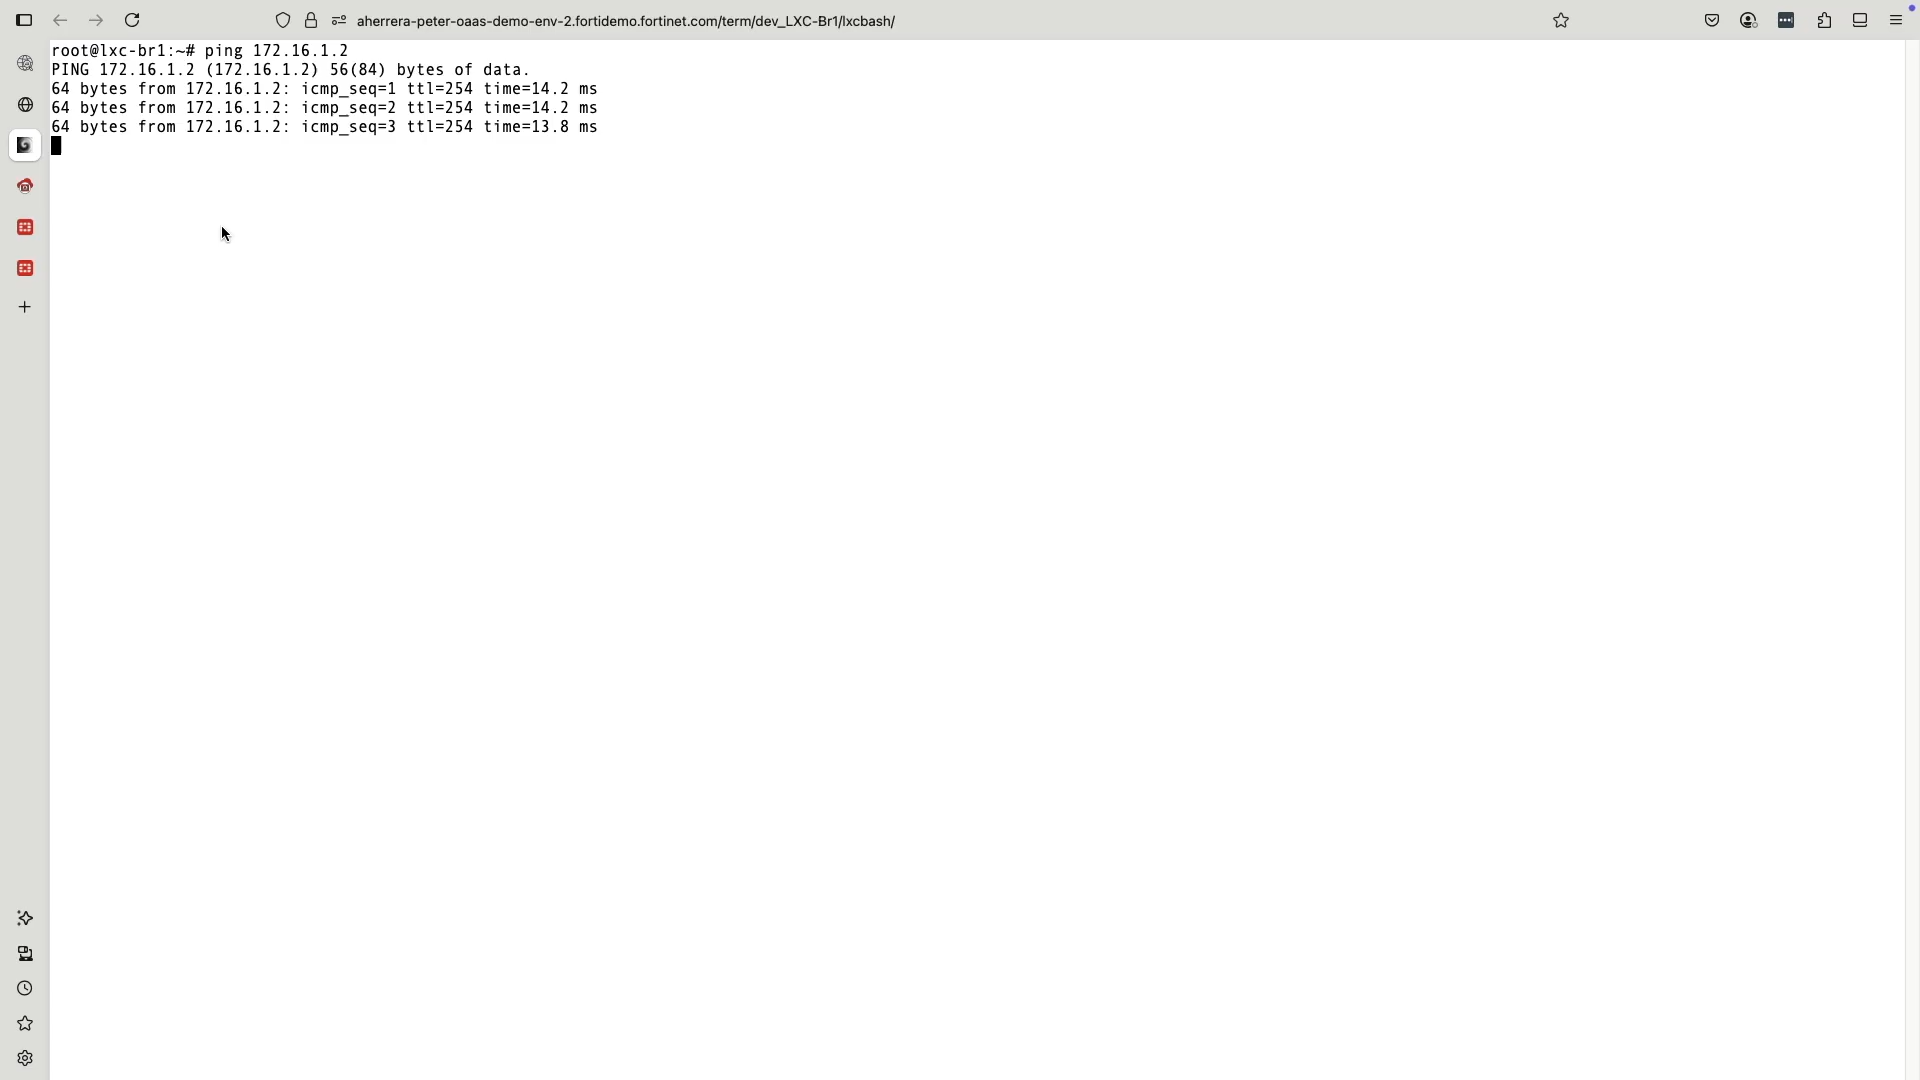 aherrera-peter-oaas-demo-env-2.fortidemo.fortinet.com/term/dev_LXC-Br1/lxcbash/
root@lxc-br1:~# ping 172.16.1.2
PING 172.16.1.2 (172.16.1.2) 56(84) bytes of data.
64 bytes from 172.16.1.2: icmp_seq=1 ttl=254 time=14.2 ms
64 bytes from 172.16.1.2: icmp_seq=2 ttl=254 time=14.2 ms
64 bytes from 172.16.1.2: icmp_seq=3 ttl=254 time=13.8 ms